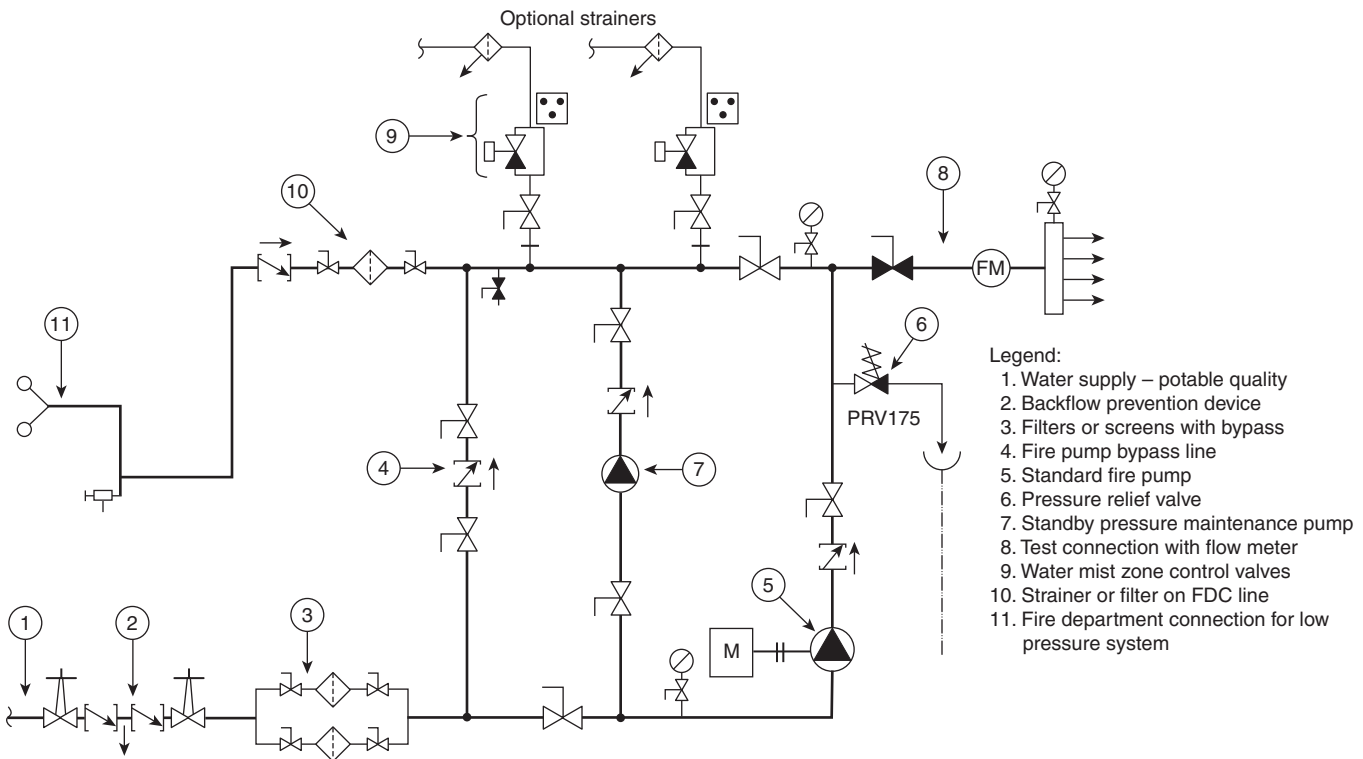 Optional strainers
9
10
8
FM
11
6
Legend:
1. Water supply – potable quality
2. Backflow prevention device
3. Filters or screens with bypass
4. Fire pump bypass line
5. Standard fire pump
6. Pressure relief valve
7. Standby pressure maintenance pump
8. Test connection with flow meter
9. Water mist zone control valves
10. Strainer or filter on FDC line
11. Fire department connection for low
pressure system
PRV175
4
7
5
1
2
3
M